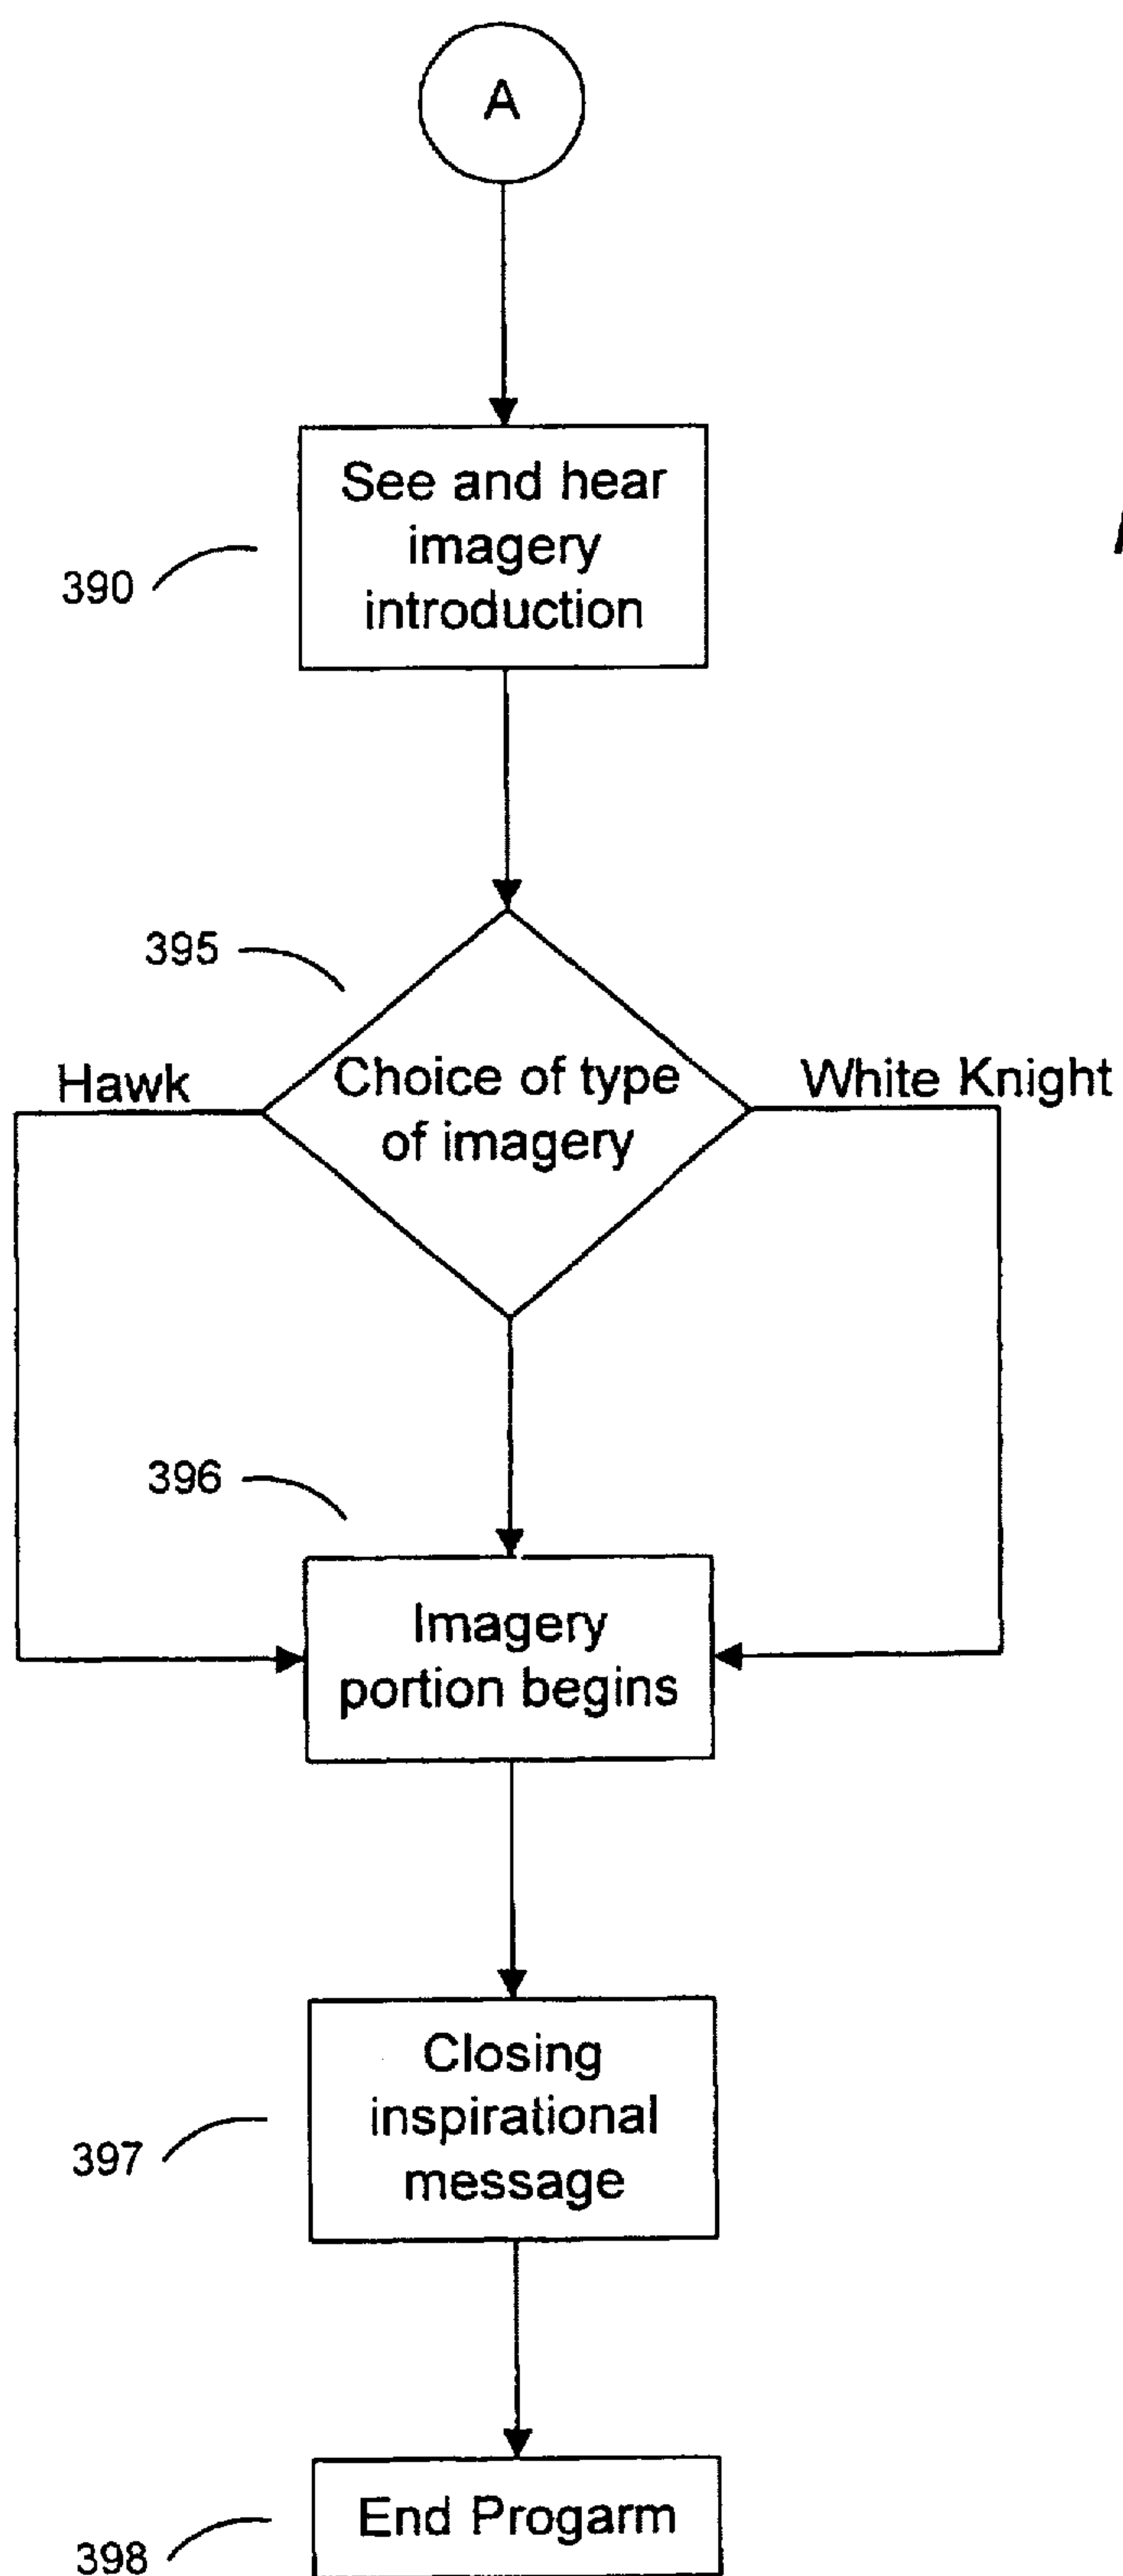 A
See and hear
imagery
introduction
390
395
Hawk
Choice of type
of imagery
White Knight
396
Imagery
portion begins
Closing
inspirational
message
397
End Progarm
398